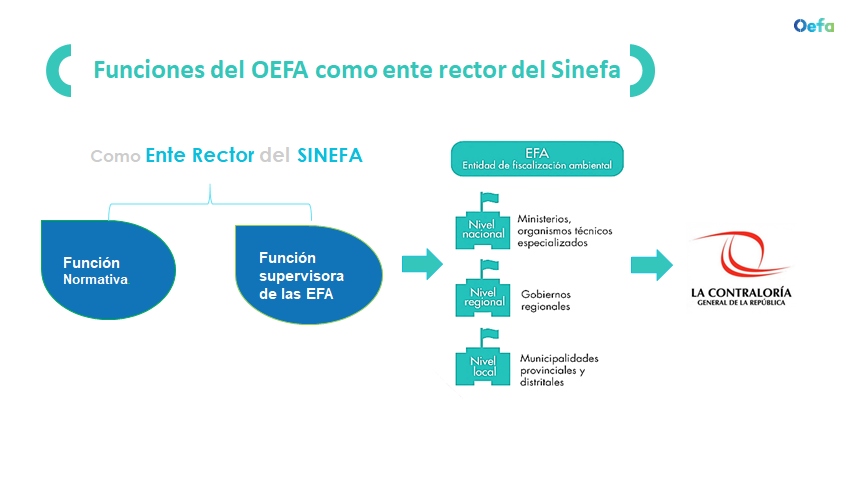 Oefa
Funciones del OEFA como ente rector del Sinefa
Como Ente Rector del SINEFA
Función
Normativa
Función
supervisora
de las EFA
EFA
Entidad de fiscalización ambiental
Nivel
nacional
Ministerios,
organismos técnicos
especializados
Nivel
regional
Gobiernos
regionales
Nivel
local
Municipalidades
provinciales y
distritales
LA CONTRALORÍA
GENERAL DE LA REPÚBLICA